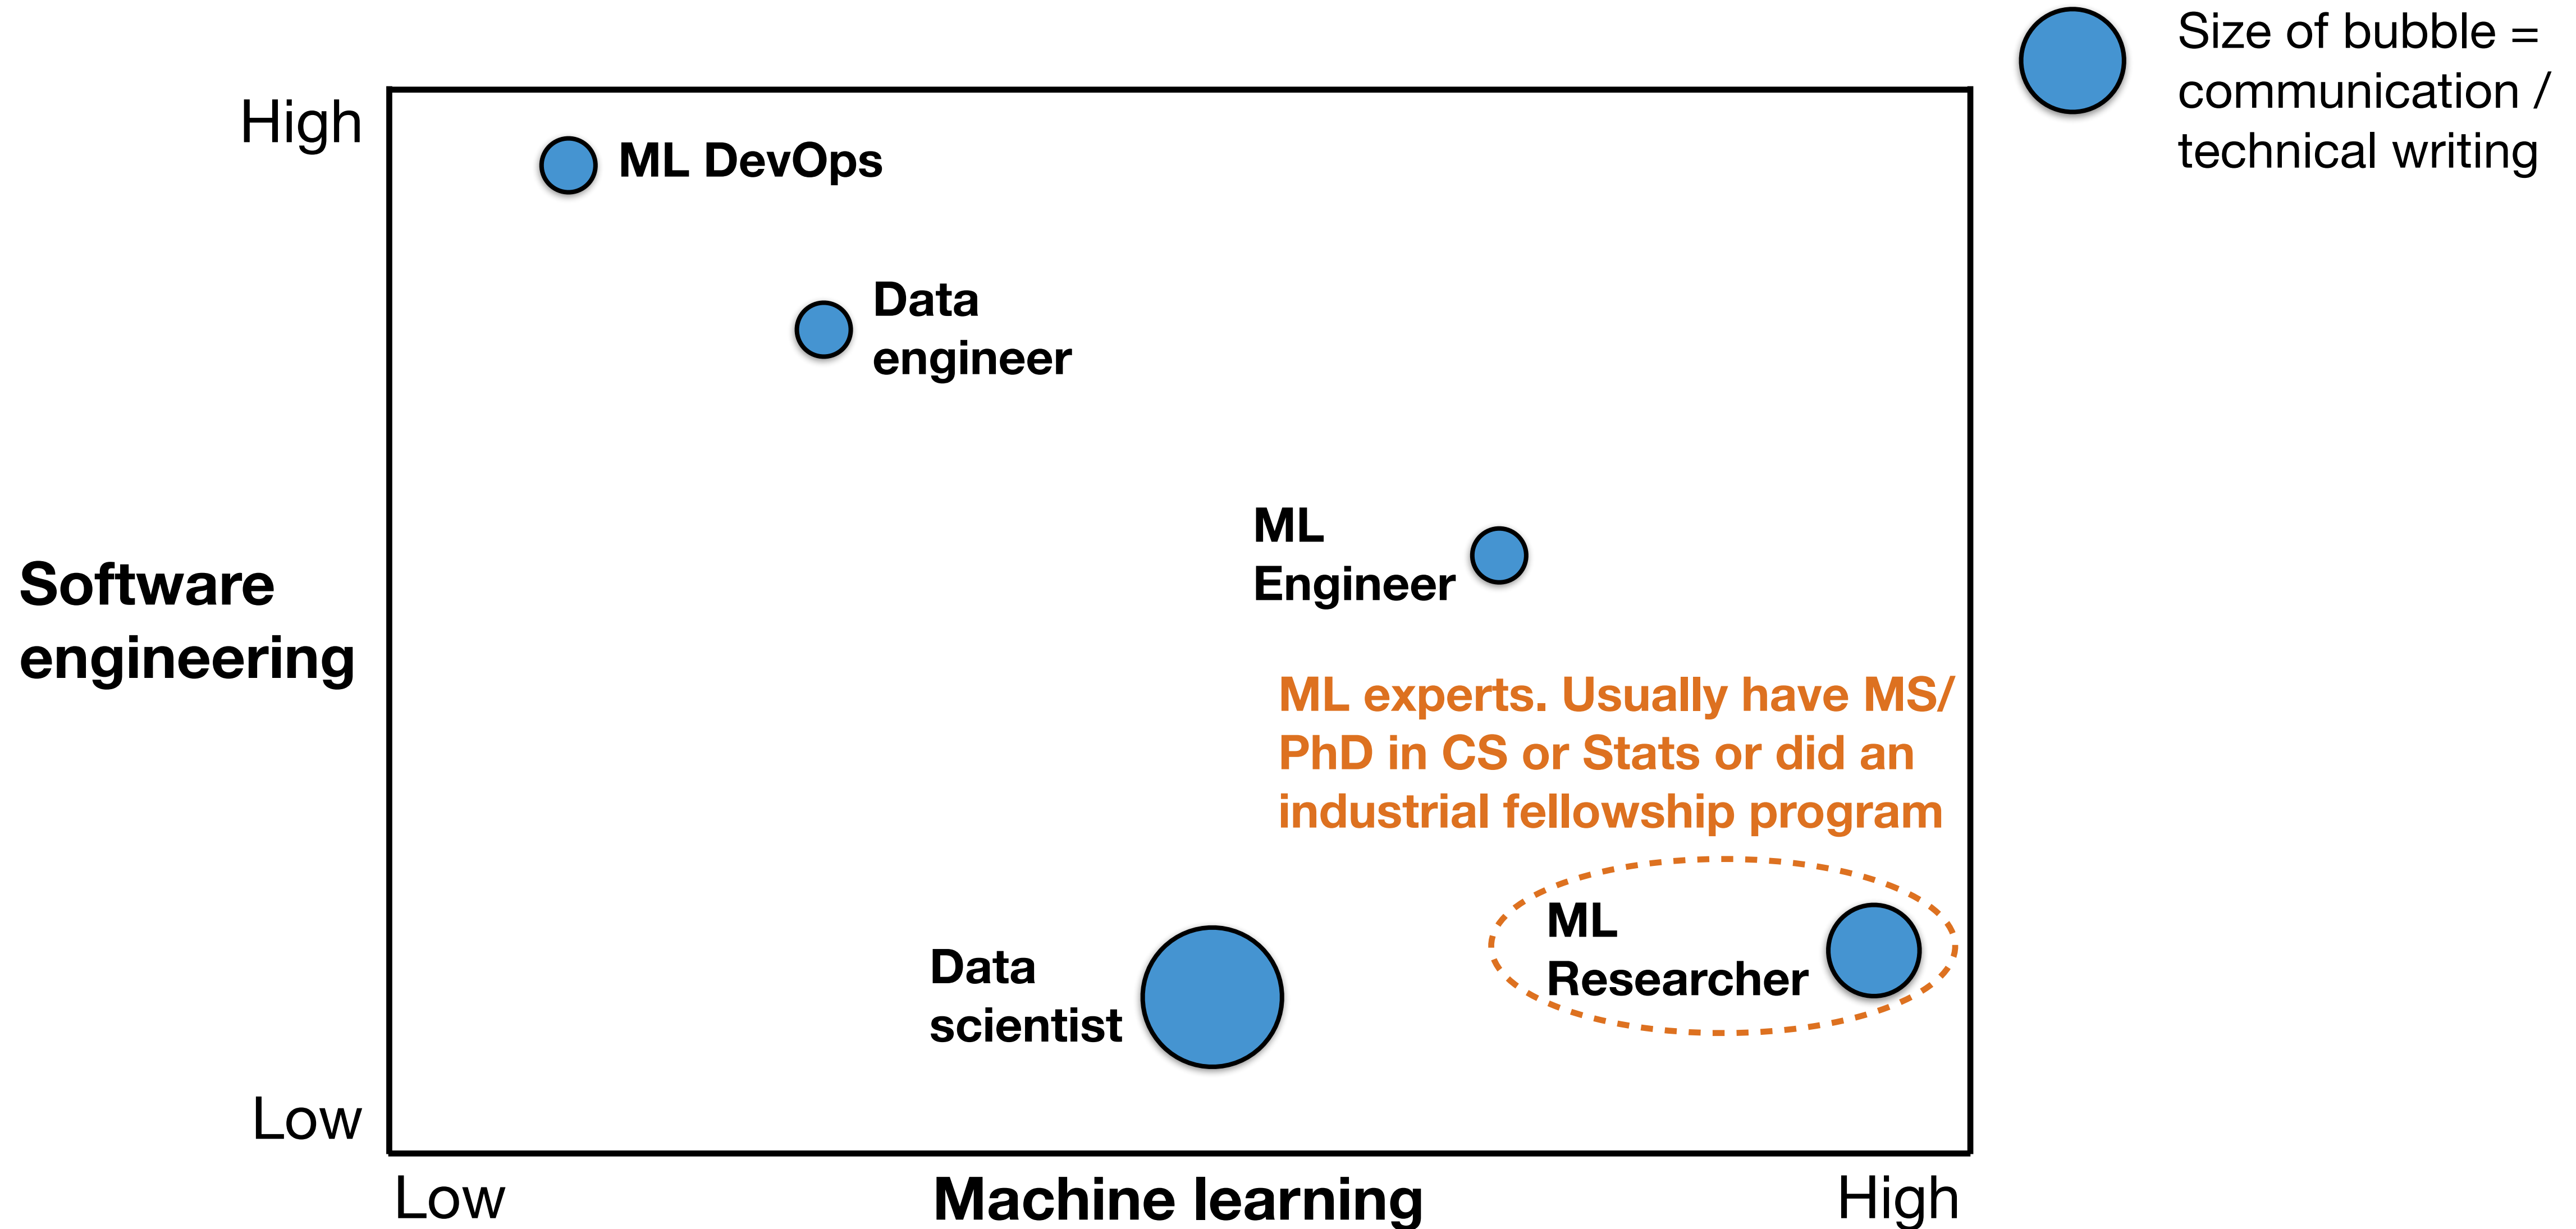 Size of bubble =
communication /
technical writing
High
ML DevOps
Data
engineer
ML
Engineer
Software
engineering
ML experts. Usually have MS/
PhD in CS or Stats or did an
industrial fellowship program
ML
Researcher
Data
scientist
Low
Low
Machine learning
High